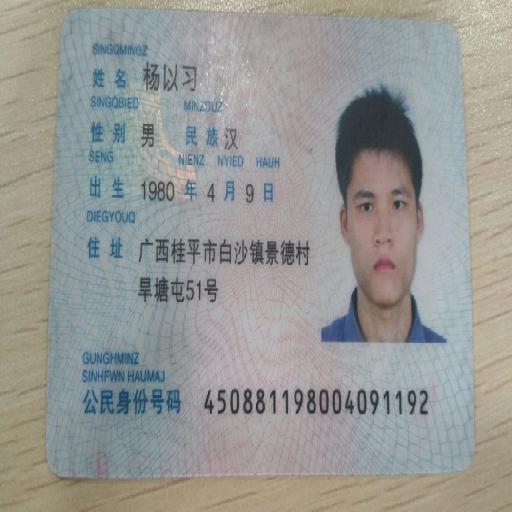 SINGQMINGZ
姓名 杨以习
SINGQBIED MINZCUZ
性别 男 民族 汉
SENG NIENZ NYIED HAUH
出生 1980 年 4 月 9 日
DIEGYOUQ
住址 广西桂平市白沙镇景德村
旱塘屯51号
GUNGHMINZ
SINHFWN HAUMAJ
公民身份号码 450881198004091192